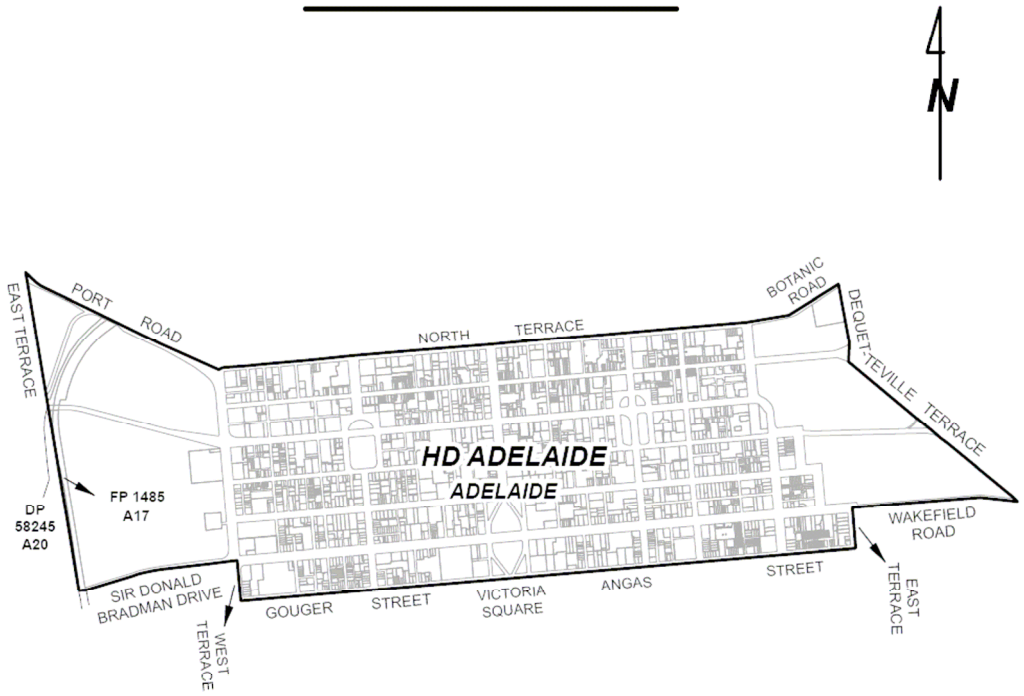 N
BOTANIC
ROAD
EAST TERRACE
PORT
ROAD
NORTH TERRACE
DEQUET-TEVILLE TERRACE
HD ADELAIDE
ADELAIDE
FP 1485
A17
DP
58245
A20
WAKEFIELD
ROAD
SIR DONALD
BRADMAN DRIVE
GOUGER
STREET
VICTORIA
SQUARE
ANGAS
STREET
EAST
TERRACE
WEST
TERRACE